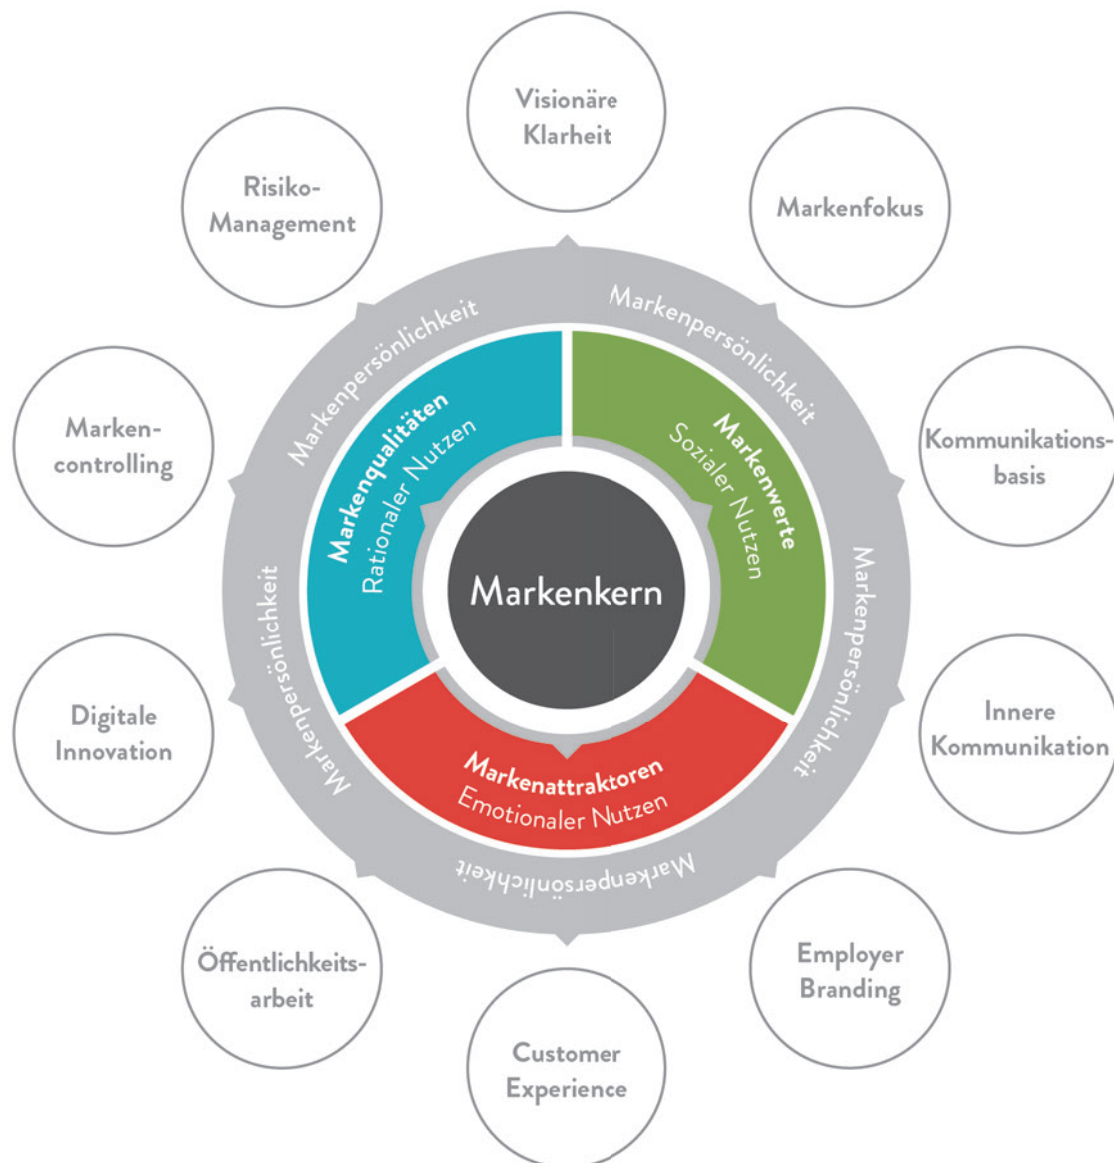 Visionäre
Klarheit
Markenfokus
Kommunikations-
basis
Innere
Kommunikation
Employer
Branding
Customer
Experience
Öffentlichkeits-
arbeit
Digitale
Innovation
Marken-
controlling
Risiko-
Management
Markenpersönlichkeit
Markenpersönlichkeit
Markenpersönlichkeit
Markenpersönlichkeit
Markenpersönlichkeit
Markenqualitäten
Rationaler Nutzen
Markenwerte
Sozialer Nutzen
Markenattraktoren
Emotionaler Nutzen
Markenkern